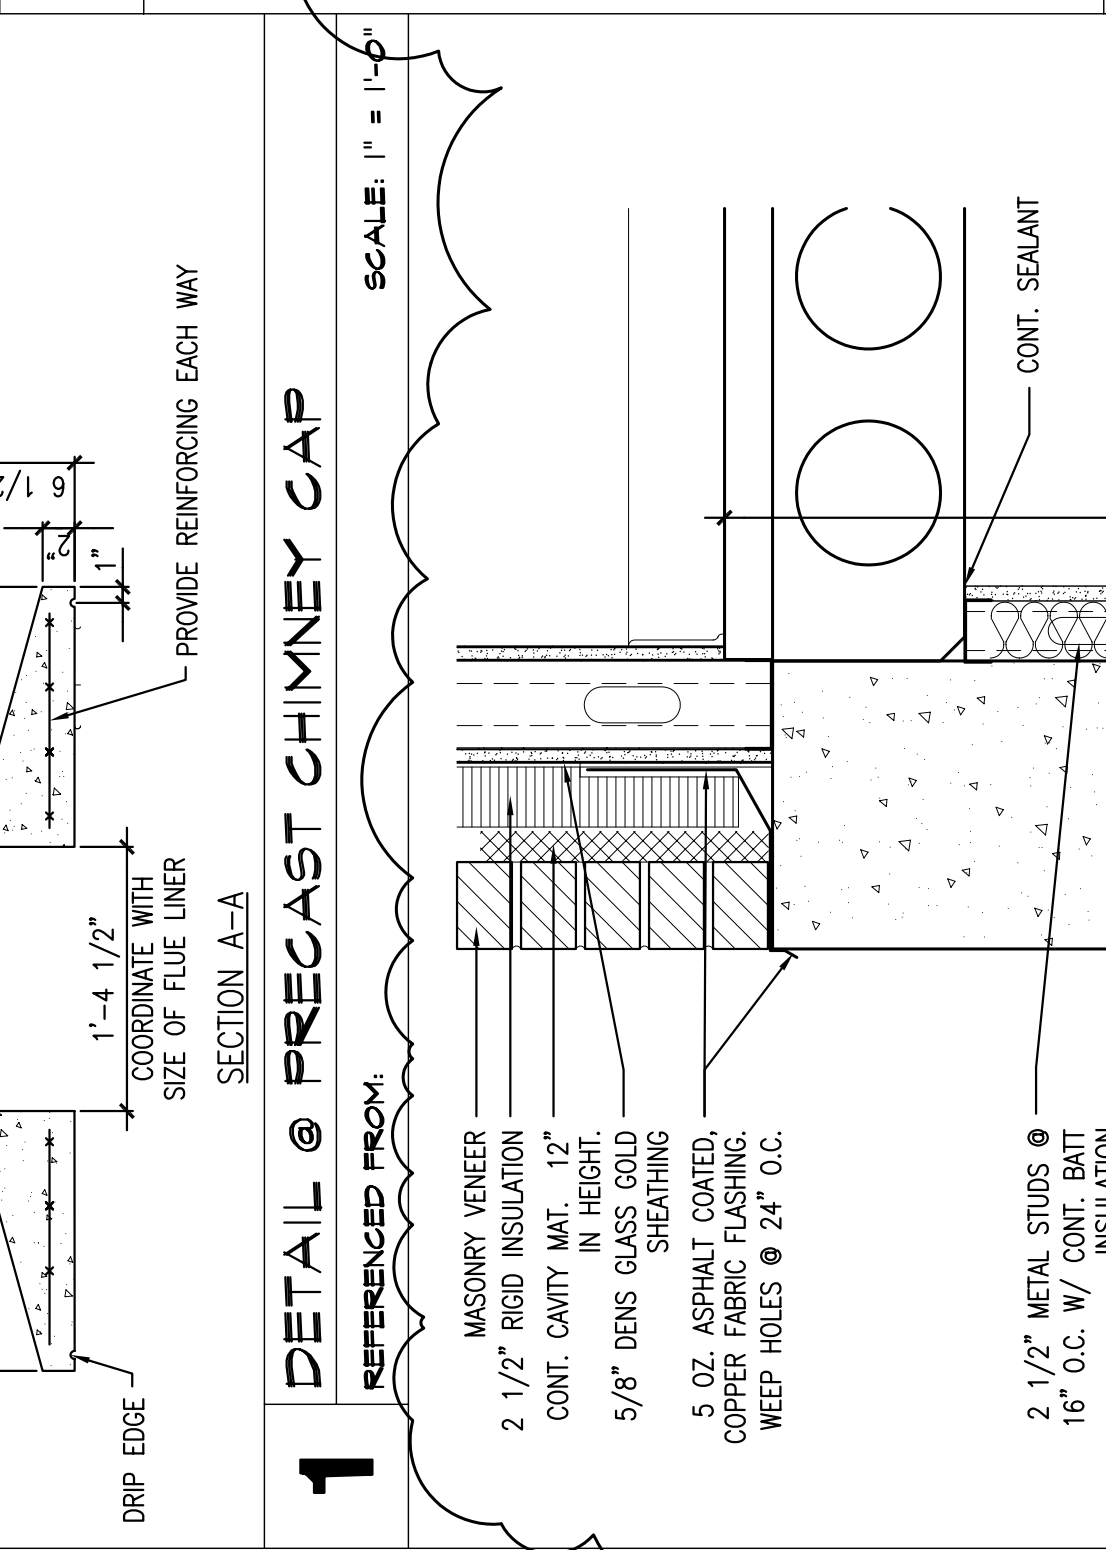 6 1/2
2"
1"
PROVIDE REINFORCING EACH WAY
1'-4 1/2"
COORDINATE WITH
SIZE OF FLUE LINER
DRIP EDGE
SECTION A-A
1
DETAIL @ PRECAST CHIMNEY CAP
REFERENCED FROM:
SCALE: 1" = 1'-0"
MASONRY VENEER
2 1/2" RIGID INSULATION
CONT. CAVITY MAT. 12"
IN HEIGHT.
5/8" DENS GLASS GOLD
SHEATHING
5 OZ. ASPHALT COATED,
COPPER FABRIC FLASHING.
WEEP HOLES @ 24" O.C.
CONT. SEALANT
2 1/2" METAL STUDS @
16" O.C. W/ CONT. BATT
INSULATION